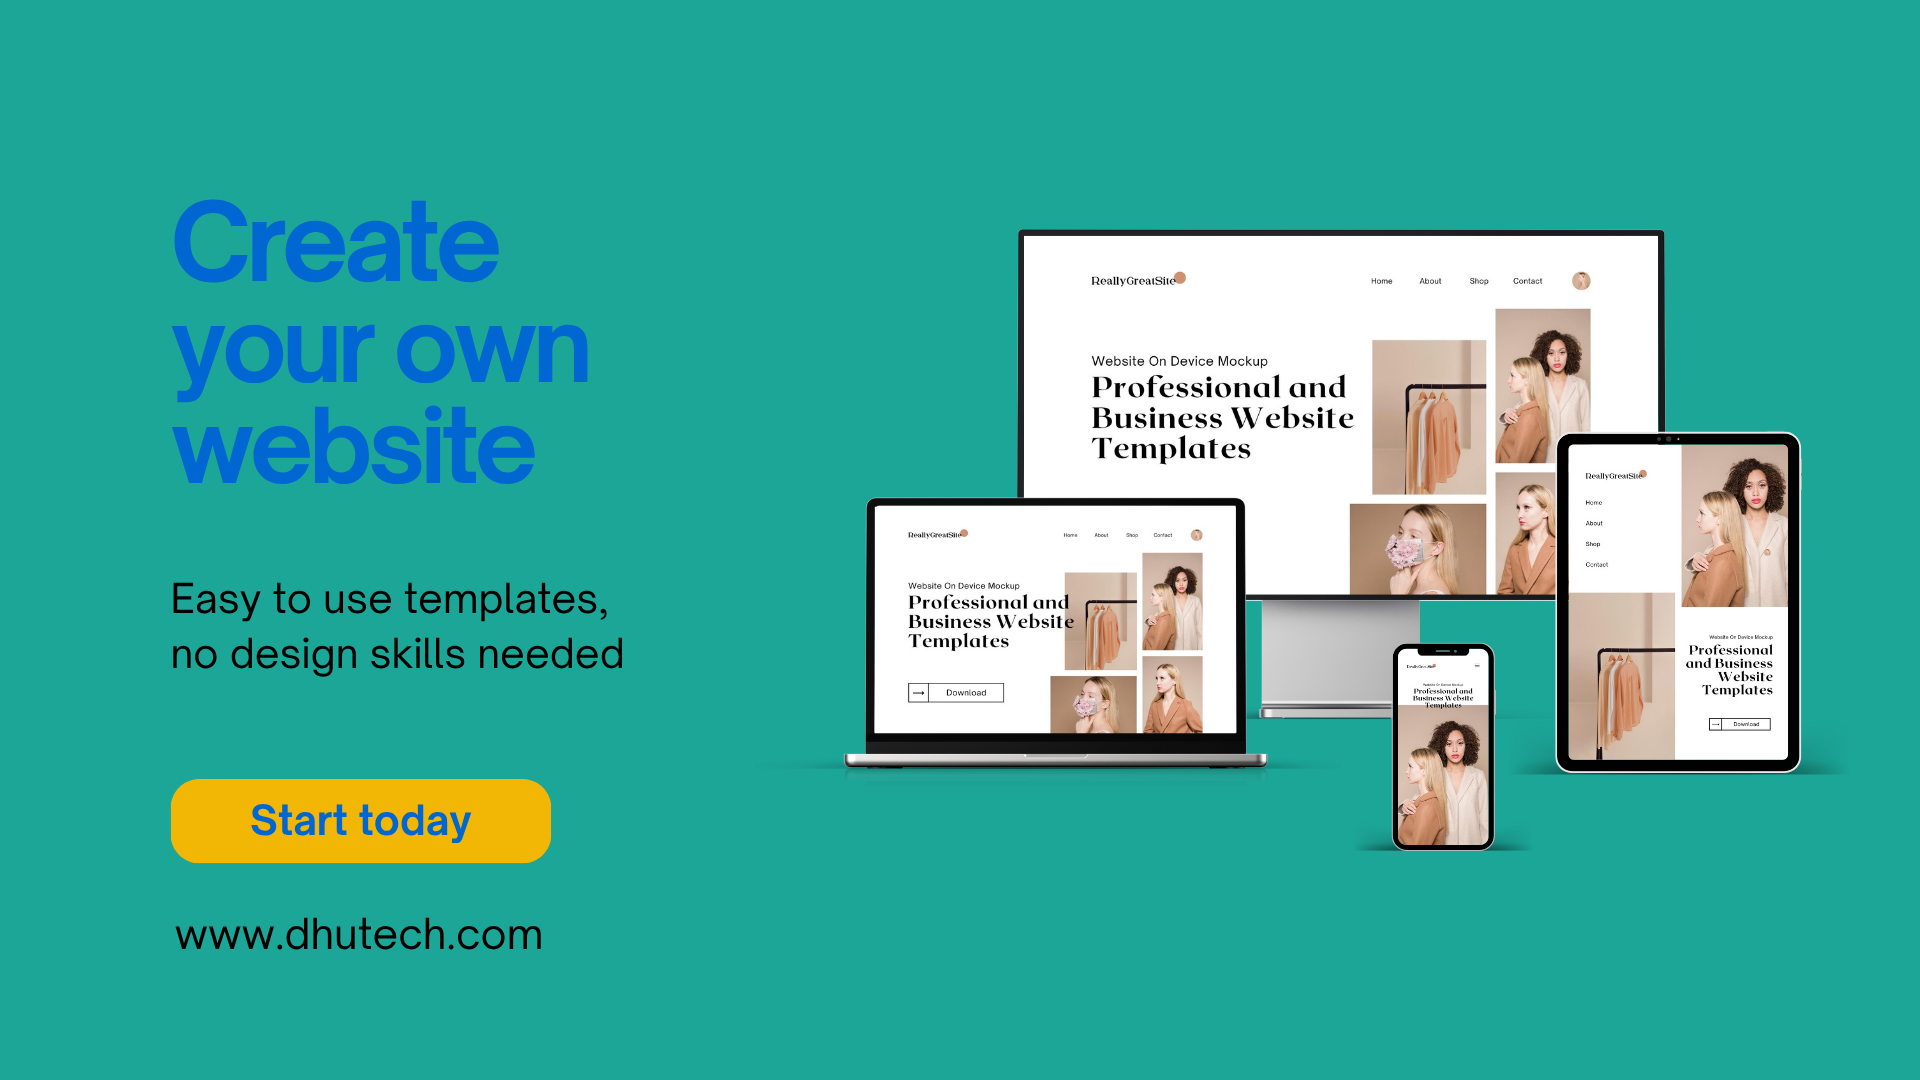 Create
your own
website
Easy to use templates,
no design skills needed
Start today
www.dhutech.com
ReallyGreatSite
Home About Shop Contact
Website On Device Mockup
Professional and
Business Website
Templates
ReallyGreatSite
Home About Shop Contact
Website On Device Mockup
Professional and
Business Website
Templates
Download
ReallyGreatSite
Website On Device Mockup
Professional and
Business Website
Templates
ReallyGreatSite
Home
About
Shop
Contact
Website On Device Mockup
Professional
and Business
Website
Templates
Download